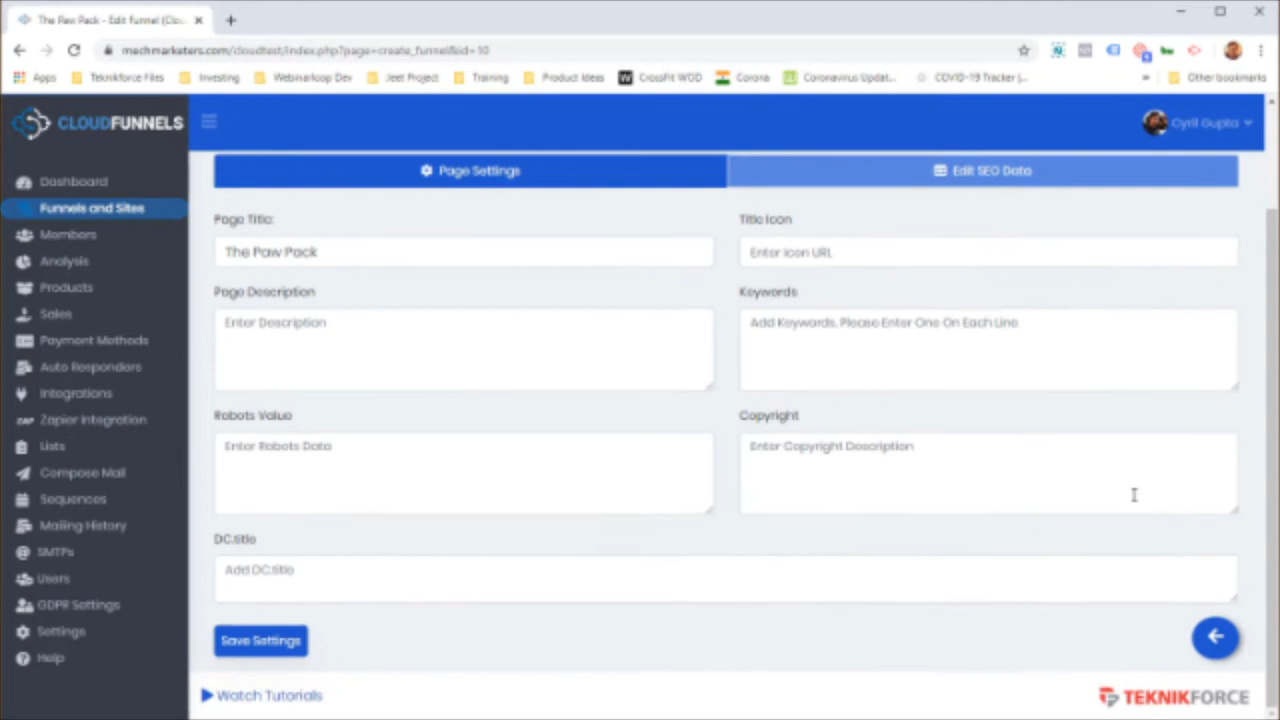 The Paw Pack - Edit funnel (Clou
mechmarketers.com/cloudtest/index.php?page=create_funnel&id=10
Apps Teknikforce Files Investing Webinarloop Dev Jeet Project Training Product Ideas CrossFit WOD Corona Coronavirus Updat... COVID-19 Tracker |... » Other bookmarks
CLOUDFUNNELS
Cyril Gupta
Dashboard
Funnels and Sites
Members
Analysis
Products
Sales
Payment Methods
Auto Responders
Integrations
ZAP Zapier Integration
Lists
Compose Mail
Sequences
Mailing History
SMTPs
Users
GDPR Settings
Settings
Help
Page Settings
Edit SEO Data
Page Title:
Title Icon
The Paw Pack
Enter Icon URL
Page Description
Keywords
Enter Description
Add Keywords, Please Enter One On Each Line
Robots Value
Copyright
Enter Robots Data
Enter Copyright Description
DC.title
Add DC.title
Save Settings
Watch Tutorials
TEKNIKFORCE